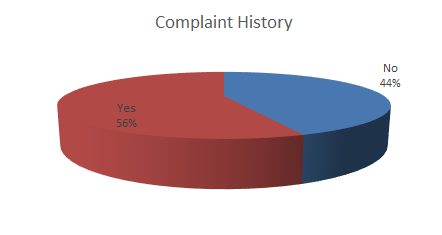 Complaint History
No
44%
Yes
56%